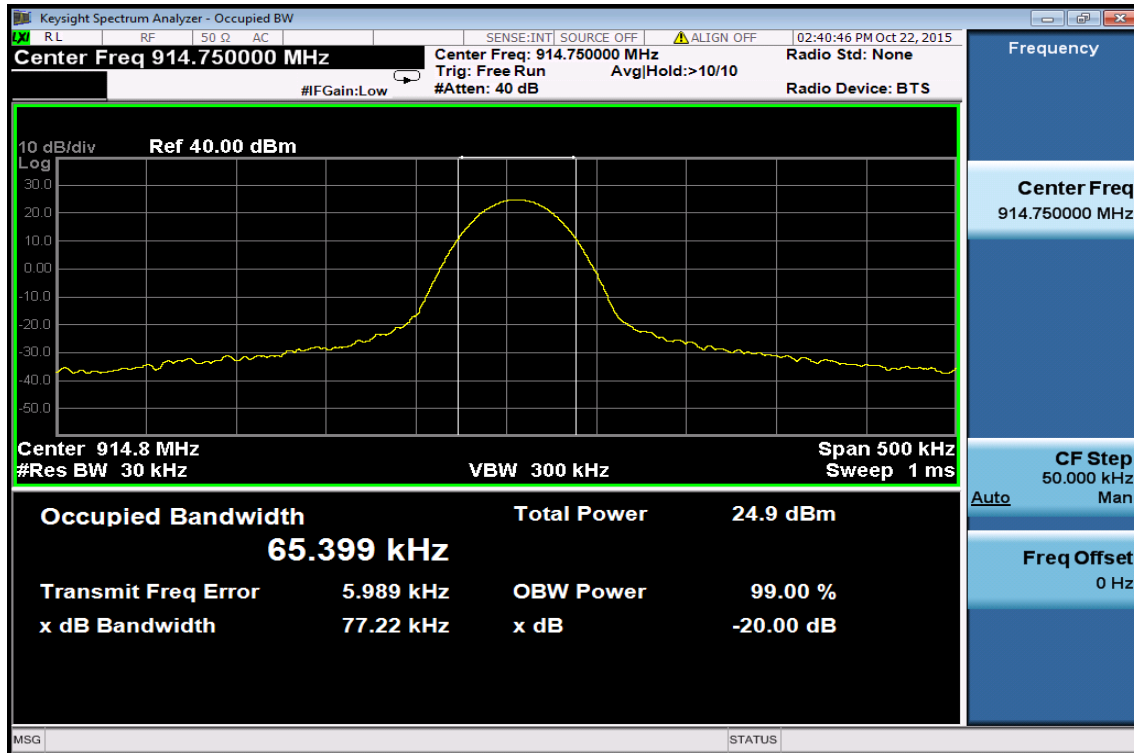 Keysight Spectrum Analyzer - Occupied BW
LXI RL RF 50 Ω AC SENSE:INT SOURCE OFF ALIGN OFF 02:40:46 PM Oct 22, 2015
Center Freq 914.750000 MHz
Center Freq: 914.750000 MHz Radio Std: None
Trig: Free Run Avg|Hold:>10/10
#IFGain:Low #Atten: 40 dB Radio Device: BTS
10 dB/div Ref 40.00 dBm
Log
30.0
20.0
10.0
0.00
-10.0
-20.0
-30.0
-40.0
-50.0
Center 914.8 MHz Span 500 kHz
#Res BW 30 kHz VBW 300 kHz Sweep 1 ms
Occupied Bandwidth Total Power 24.9 dBm
65.399 kHz
Transmit Freq Error 5.989 kHz OBW Power 99.00 %
x dB Bandwidth 77.22 kHz x dB -20.00 dB
MSG STATUS
Frequency
Center Freq
914.750000 MHz
CF Step
50.000 kHz
Auto Man
Freq Offset
0 Hz